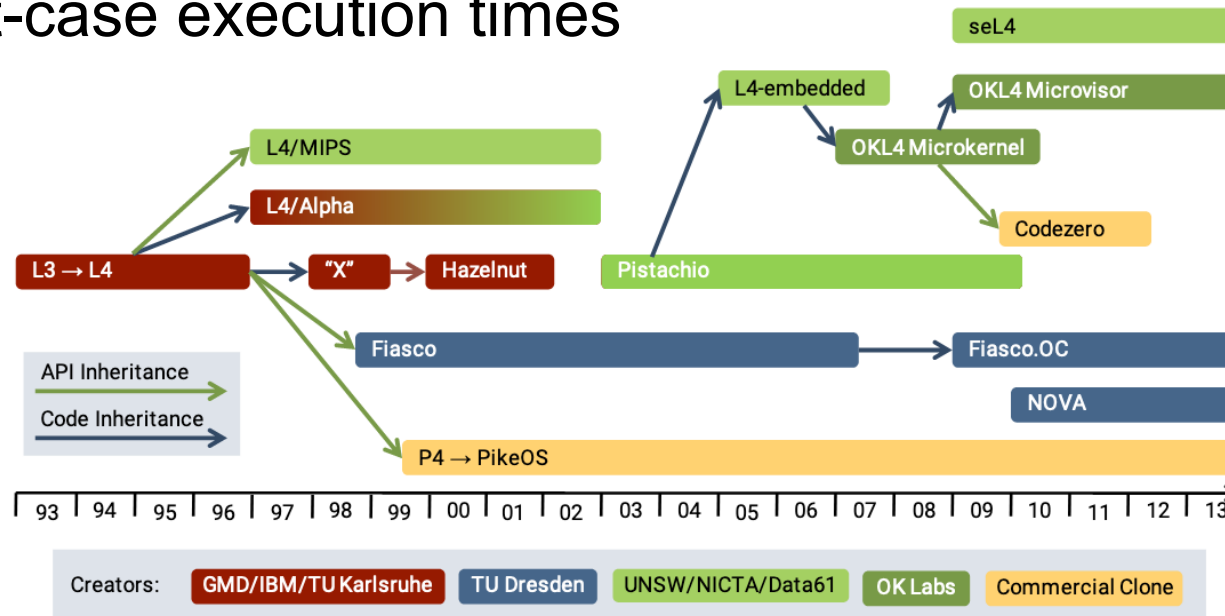 t-case execution times
seL4
L4-embedded
OKL4 Microvisor
L4/MIPS
OKL4 Microkernel
L4/Alpha
Codezero
L3 → L4
“X”
Hazelnut
Pistachio
Fiasco
Fiasco.OC
API Inheritance
Code Inheritance
NOVA
P4 → PikeOS
93 94 95 96 97 98 99 00 01 02 03 04 05 06 07 08 09 10 11 12 13
Creators: GMD/IBM/TU Karlsruhe TU Dresden UNSW/NICTA/Data61 OK Labs Commercial Clone